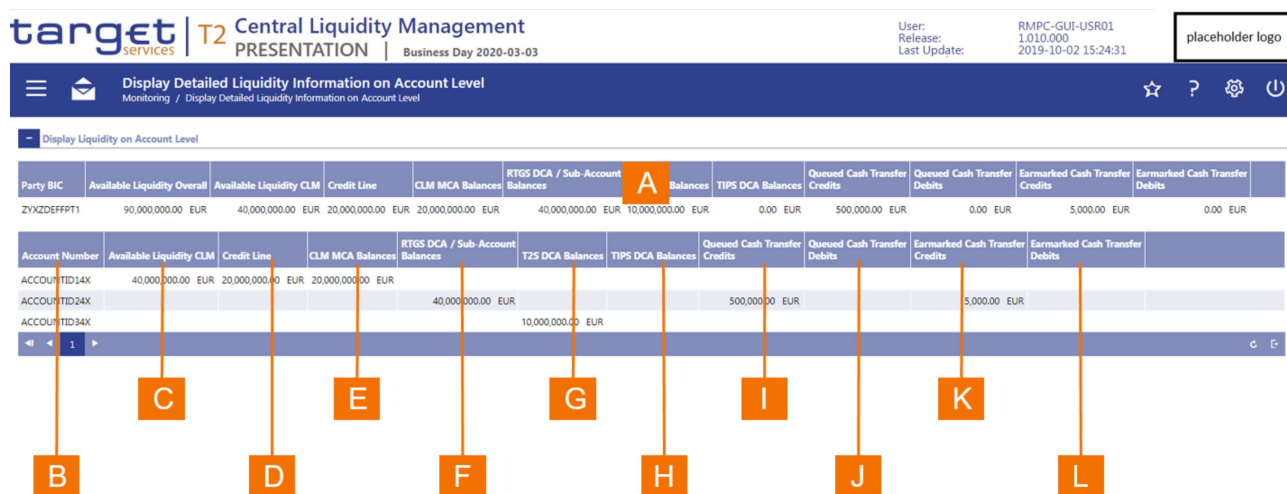 target services | T2 Central Liquidity Management
PRESENTATION | Business Day 2020-03-03
User: RMPC-GUI-USR01
Release: 1.010.000
Last Update: 2019-10-02 15:24:31
placeholder logo
Display Detailed Liquidity Information on Account Level
Monitoring / Display Detailed Liquidity Information on Account Level
?
Display Liquidity on Account Level
Party BIC Available Liquidity Overall Available Liquidity CLM Credit Line CLM MCA Balances RTGS DCA / Sub-Account Balances A Balances TIPS DCA Balances Queued Cash Transfer Credits Queued Cash Transfer Debits Earmarked Cash Transfer Credits Earmarked Cash Transfer Debits
ZYXZDEFFPT1 90,000,000.00 EUR 40,000,000.00 EUR 20,000,000.00 EUR 20,000,000.00 EUR 40,000,000.00 EUR 10,000,000.00 EUR 0.00 EUR 500,000.00 EUR 0.00 EUR 5,000.00 EUR 0.00 EUR
Account Number Available Liquidity CLM Credit Line CLM MCA Balances RTGS DCA / Sub-Account Balances T2S DCA Balances TIPS DCA Balances Queued Cash Transfer Credits Queued Cash Transfer Debits Earmarked Cash Transfer Credits Earmarked Cash Transfer Debits
ACCOUNTID14X 40,000,000.00 EUR 20,000,000.00 EUR 20,000,000.00 EUR
ACCOUNTID24X 40,000,000.00 EUR 500,000.00 EUR 5,000.00 EUR
ACCOUNTID34X 10,000,000.00 EUR
1
C E G I K
B D F H J L